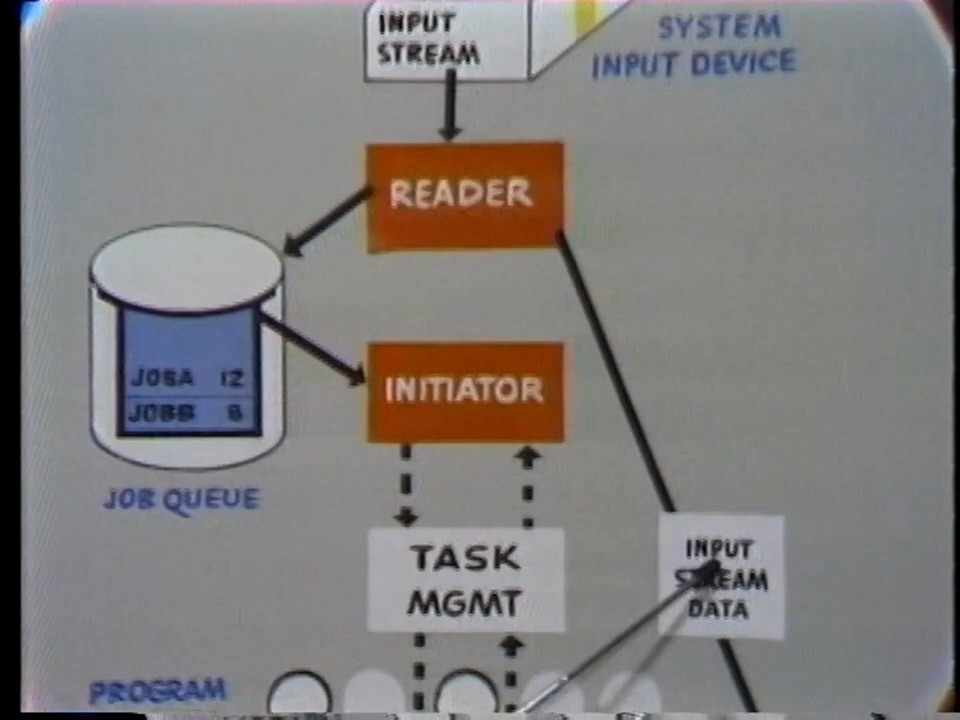 INPUT
STREAM
SYSTEM
INPUT DEVICE
READER
INITIATOR
JOBA 12
JOBB 8
JOB QUEUE
TASK
MGMT
INPUT
STREAM
DATA
PROGRAM